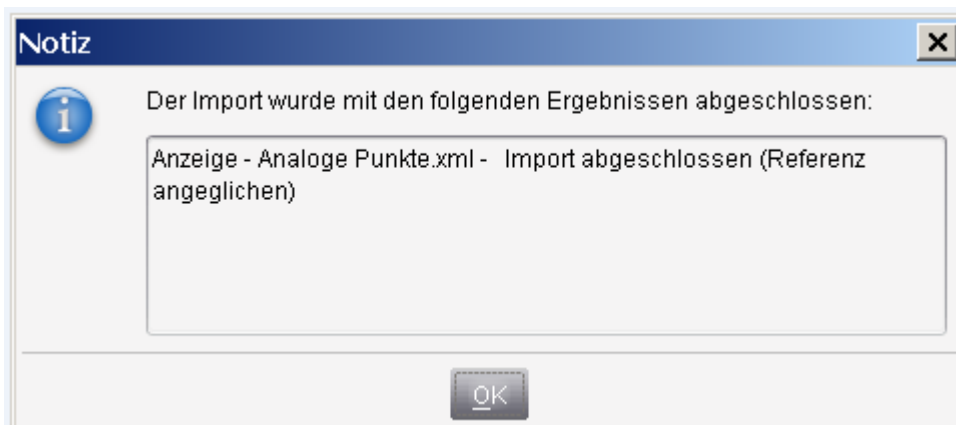 Notiz
Der Import wurde mit den folgenden Ergebnissen abgeschlossen:
Anzeige - Analoge Punkte.xml - Import abgeschlossen (Referenz
angeglichen)
OK